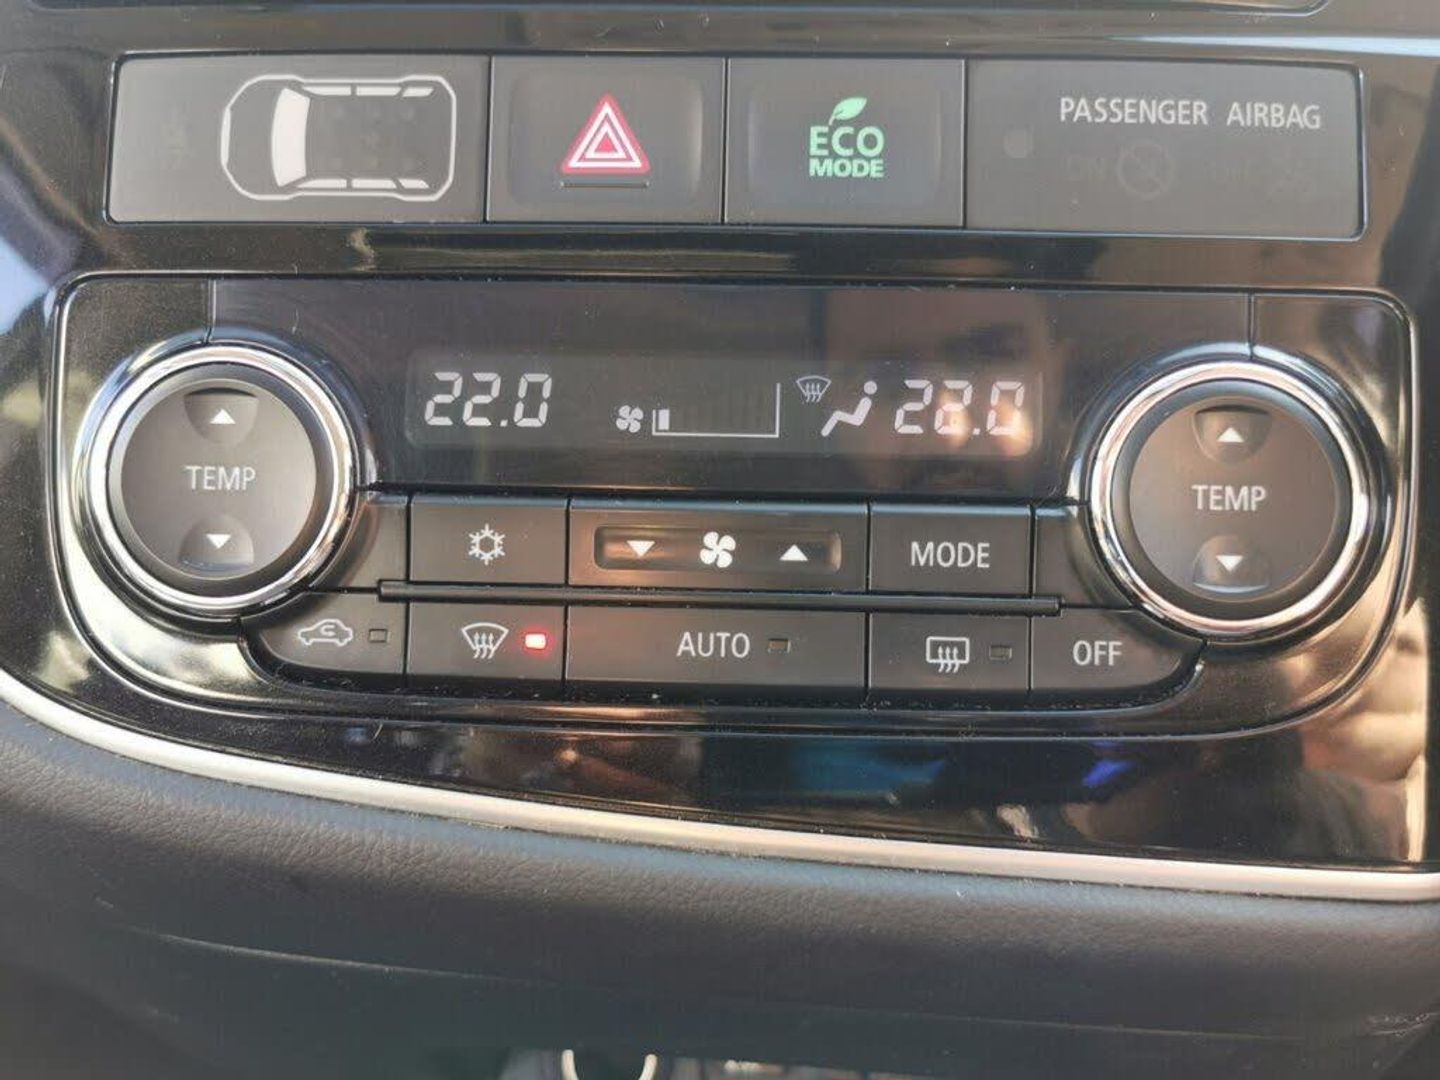 ECO
MODE
PASSENGER AIRBAG
22.0
22.0
TEMP
TEMP
MODE
AUTO
OFF